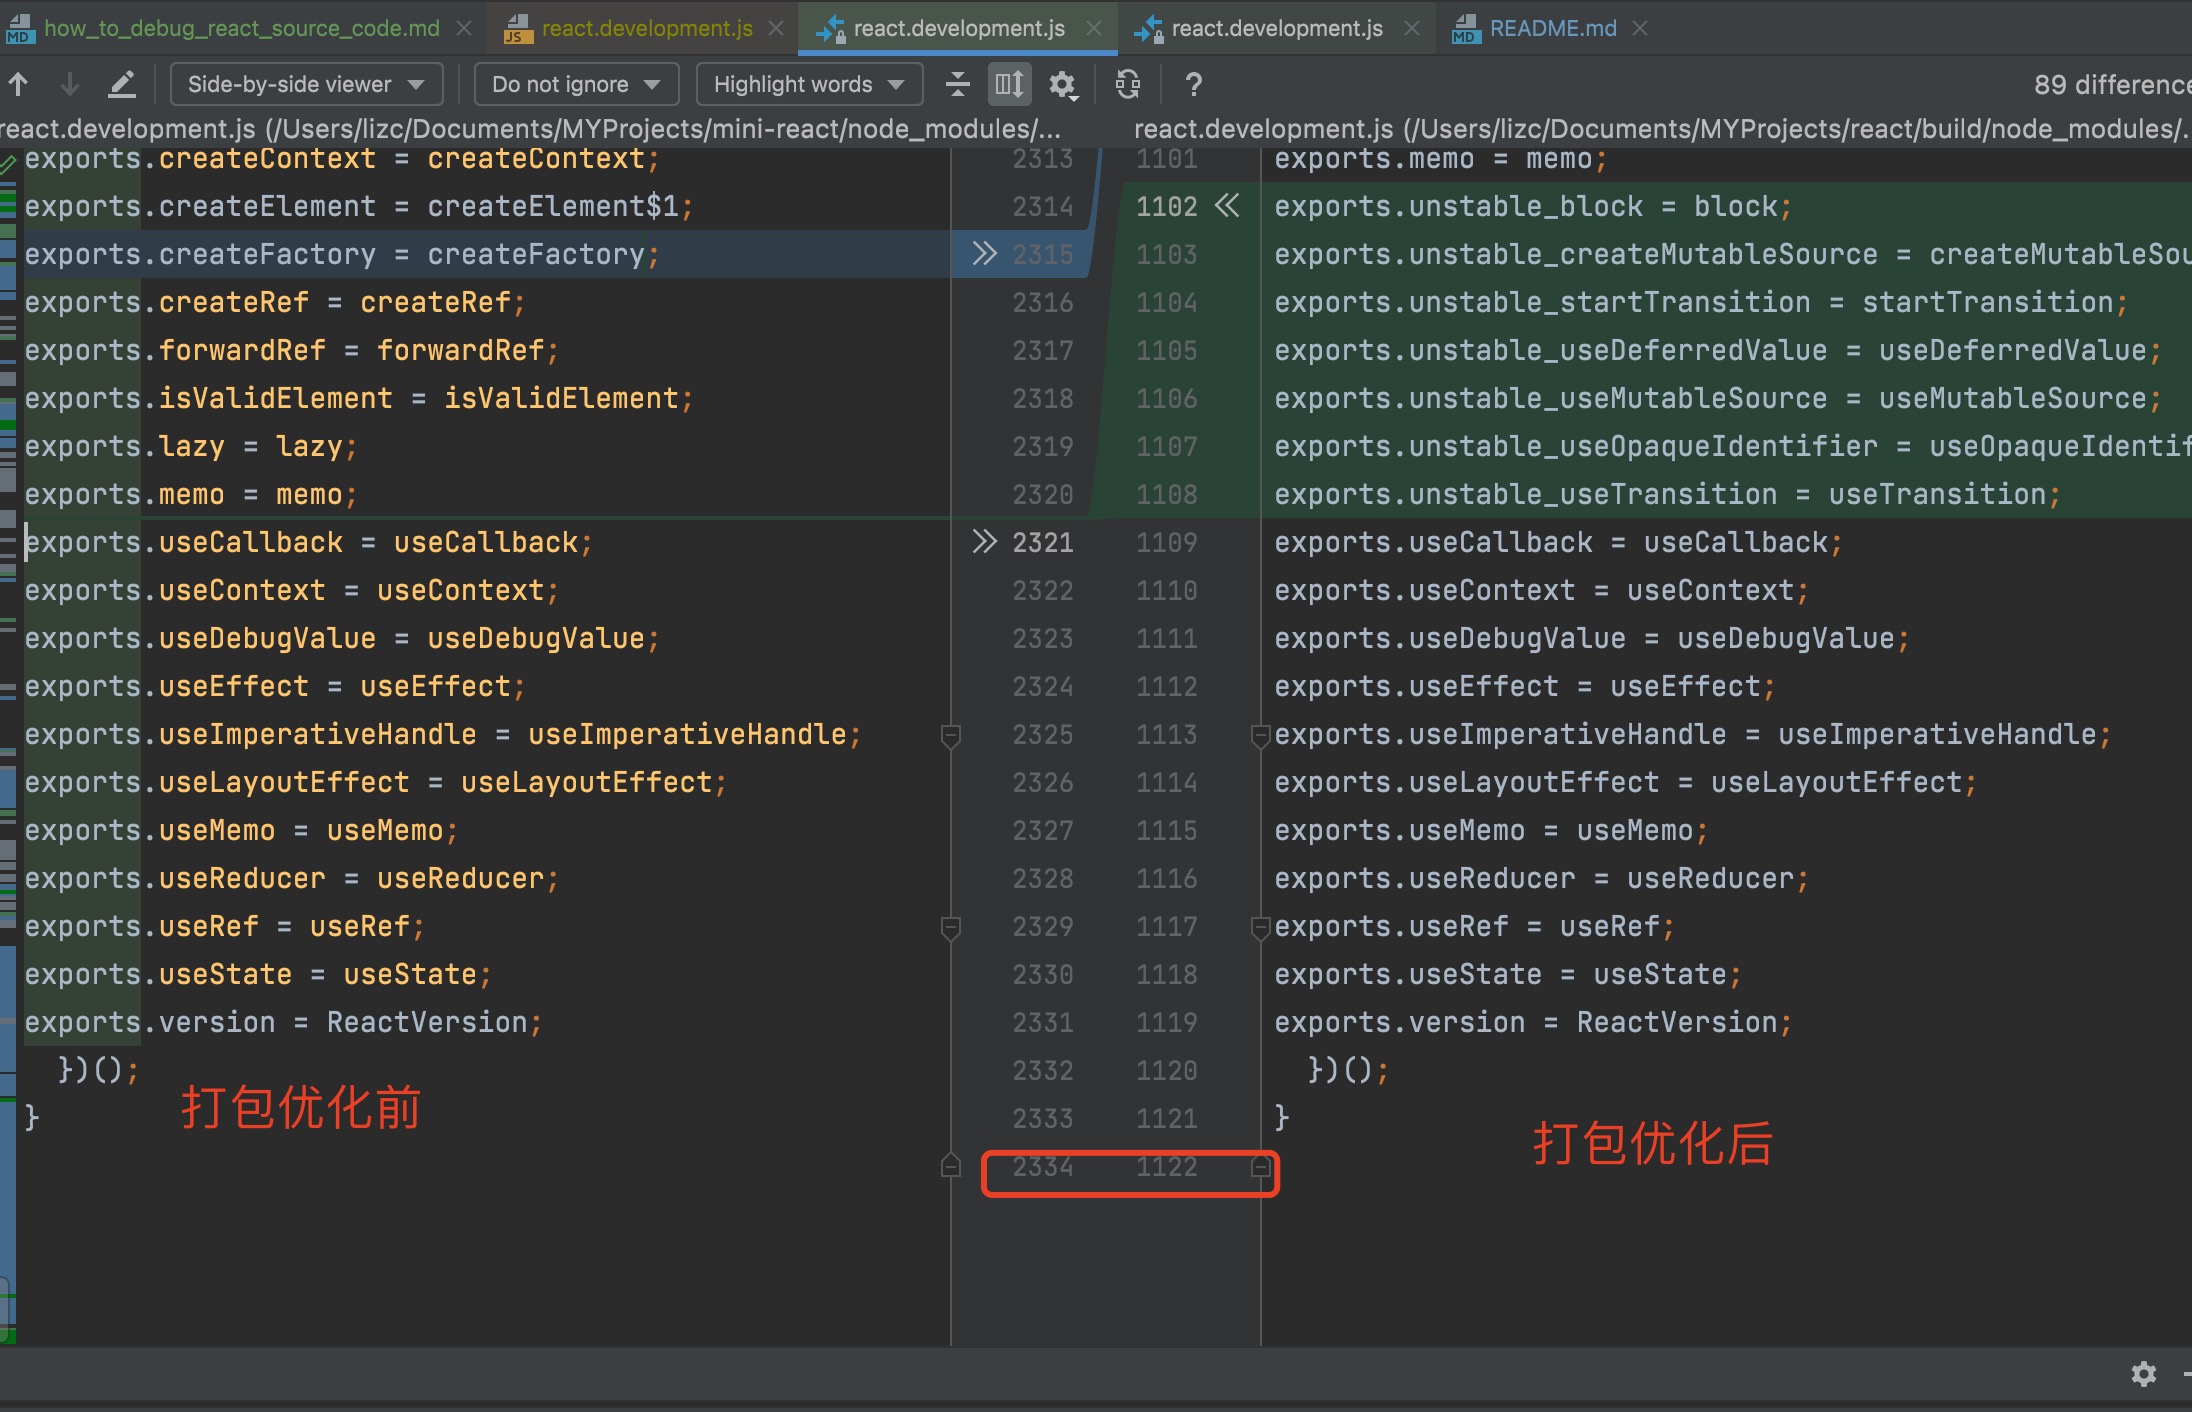 how_to_debug_react_source_code.md
react.development.js
react.development.js
react.development.js
README.md
Side-by-side viewer
Do not ignore
Highlight words
?
89 difference
react.development.js (/Users/lizc/Documents/MYProjects/mini-react/node_modules/...
react.development.js (/Users/lizc/Documents/MYProjects/react/build/node_modules/.
exports.createContext = createContext; 2313
exports.createElement = createElement$1; 2314
exports.createFactory = createFactory; 2315
exports.createRef = createRef; 2316
exports.forwardRef = forwardRef; 2317
exports.isValidElement = isValidElement; 2318
exports.lazy = lazy; 2319
exports.memo = memo; 2320
exports.useCallback = useCallback; 2321
exports.useContext = useContext; 2322
exports.useDebugValue = useDebugValue; 2323
exports.useEffect = useEffect; 2324
exports.useImperativeHandle = useImperativeHandle; 2325
exports.useLayoutEffect = useLayoutEffect; 2326
exports.useMemo = useMemo; 2327
exports.useReducer = useReducer; 2328
exports.useRef = useRef; 2329
exports.useState = useState; 2330
exports.version = ReactVersion; 2331
})(); 2332
} 2333
打包优化前
2334
1101 exports.memo = memo;
1102 exports.unstable_block = block;
1103 exports.unstable_createMutableSource = createMutableSou
1104 exports.unstable_startTransition = startTransition;
1105 exports.unstable_useDeferredValue = useDeferredValue;
1106 exports.unstable_useMutableSource = useMutableSource;
1107 exports.unstable_useOpaqueIdentifier = useOpaqueIdentif
1108 exports.unstable_useTransition = useTransition;
1109 exports.useCallback = useCallback;
1110 exports.useContext = useContext;
1111 exports.useDebugValue = useDebugValue;
1112 exports.useEffect = useEffect;
1113 exports.useImperativeHandle = useImperativeHandle;
1114 exports.useLayoutEffect = useLayoutEffect;
1115 exports.useMemo = useMemo;
1116 exports.useReducer = useReducer;
1117 exports.useRef = useRef;
1118 exports.useState = useState;
1119 exports.version = ReactVersion;
1120 })();
1121 }
打包优化后
1122